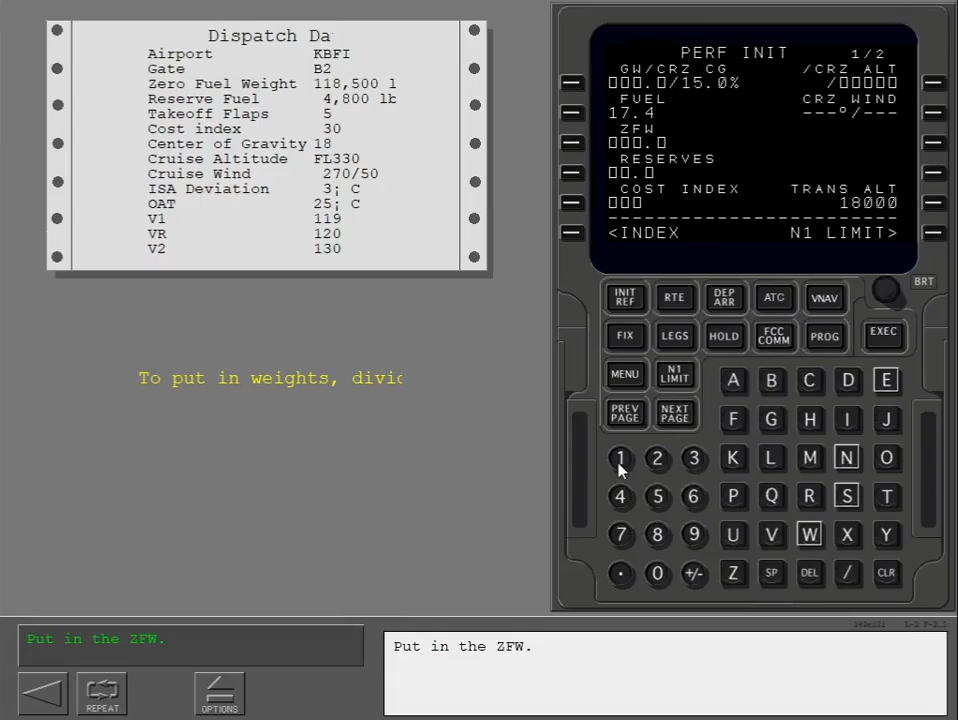 Dispatch Da
Airport KBFI
Gate B2
Zero Fuel Weight 118,500 l
Reserve Fuel 4,800 lb
Takeoff Flaps 5
Cost index 30
Center of Gravity 18
Cruise Altitude FL330
Cruise Wind 270/50
ISA Deviation 3; C
OAT 25; C
V1 119
VR 120
V2 130
To put in weights, divic
PERF INIT 1/2
GW/CRZ CG /CRZ ALT
□□□.□/15.0% /□□□□□
FUEL CRZ WIND
17.4 ---°/---
ZFW
□□□.□
RESERVES
□□.□
COST INDEX TRANS ALT
□□□ 18000
<INDEX N1 LIMIT>
BRT
INIT REF RTE DEP ARR ATC VNAV
FIX LEGS HOLD FCC COMM PROG EXEC
MENU N1 LIMIT
PREV PAGE NEXT PAGE
A B C D E
F G H I J
1 2 3 K L M N O
4 5 6 P Q R S T
7 8 9 U V W X Y
. 0 +/- Z SP DEL / CLR
Put in the ZFW.
Put in the ZFW.
REPEAT
OPTIONS